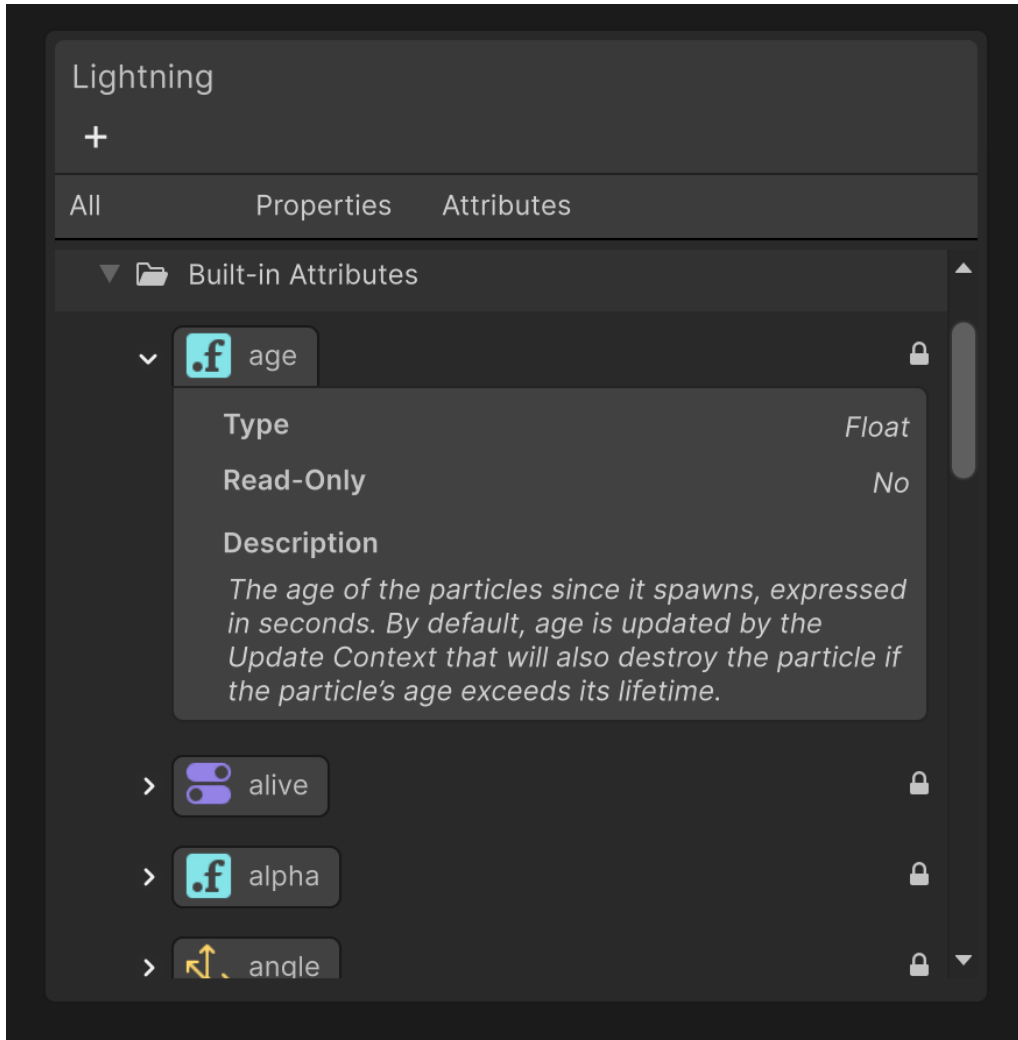 Lightning
+
All Properties Attributes
Built-in Attributes
.f age
Type Float
Read-Only No
Description
The age of the particles since it spawns, expressed
in seconds. By default, age is updated by the
Update Context that will also destroy the particle if
the particle’s age exceeds its lifetime.
alive
.f alpha
angle